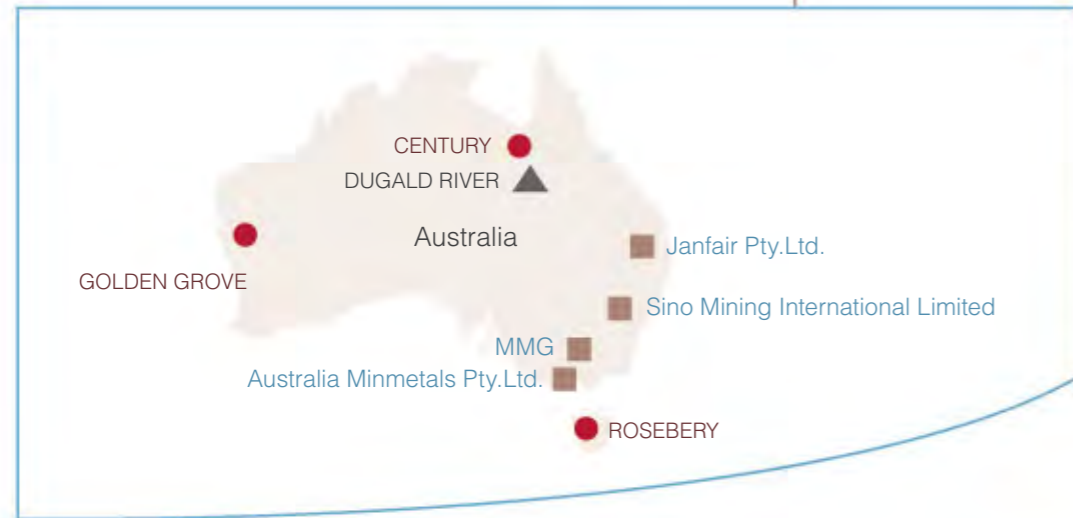 CENTURY
DUGALD RIVER
Australia
Janfair Pty.Ltd.
GOLDEN GROVE
Sino Mining International Limited
MMG
Australia Minmetals Pty.Ltd.
ROSEBERY